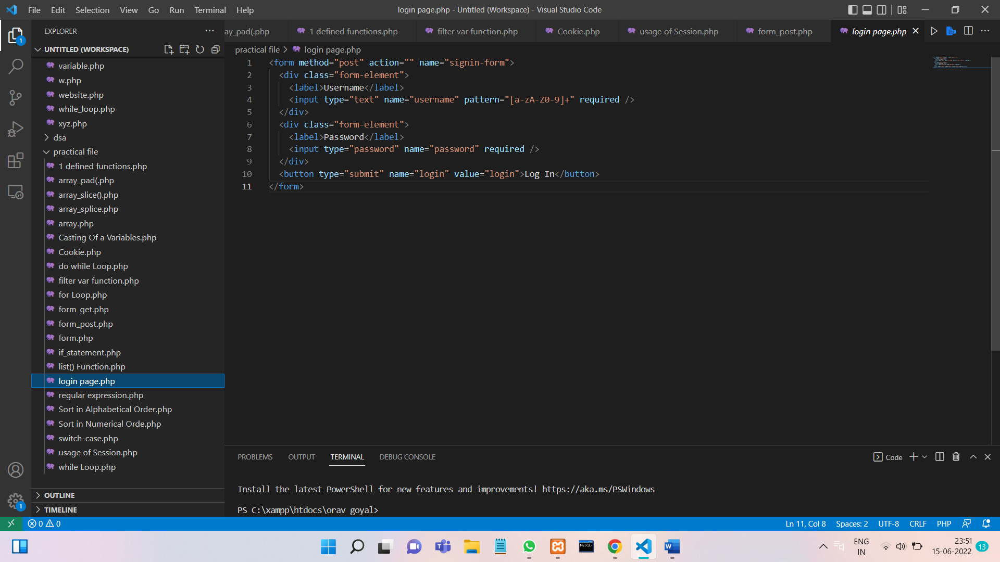 File Edit Selection View Go Run Terminal Help
login page.php - Untitled (Workspace) - Visual Studio Code
EXPLORER
ay_pad(.php
1 defined functions.php
filter var function.php
Cookie.php
usage of Session.php
form_post.php
login page.php
1
UNTITLED (WORKSPACE)
variable.php
w.php
website.php
while_loop.php
xyz.php
dsa
practical file
1 defined functions.php
array_pad(.php
array_slice().php
array_splice.php
array.php
Casting Of a Variables.php
Cookie.php
do while Loop.php
filter var function.php
for Loop.php
form_get.php
form_post.php
form.php
if_statement.php
list() Function.php
login page.php
regular expression.php
Sort in Alphabetical Order.php
Sort in Numerical Orde.php
switch-case.php
usage of Session.php
while Loop.php
OUTLINE
TIMELINE
1
practical file > login page.php
1 <form method="post" action="" name="signin-form">
2 <div class="form-element">
3 <label>Username</label>
4 <input type="text" name="username" pattern="[a-zA-Z0-9]+" required />
5 </div>
6 <div class="form-element">
7 <label>Password</label>
8 <input type="password" name="password" required />
9 </div>
10 <button type="submit" name="login" value="login">Log In</button>
11 </form>
PROBLEMS OUTPUT TERMINAL DEBUG CONSOLE
Code
Install the latest PowerShell for new features and improvements! https://aka.ms/PSWindows
PS C:\xampp\htdocs\orav goyal>
0 0
Ln 11, Col 8 Spaces: 2 UTF-8 CRLF PHP
MySQL
ENG
IN
23:51
15-06-2022
13